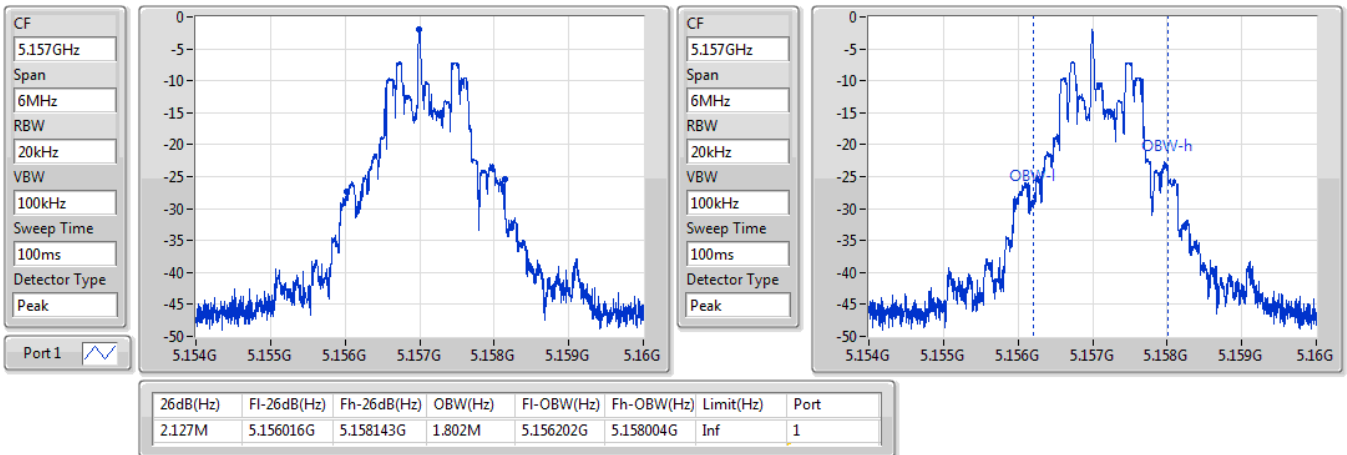 CF
5.157GHz
Span
6MHz
RBW
20kHz
VBW
100kHz
Sweep Time
100ms
Detector Type
Peak
Port 1
0-
-5-
-10-
-15-
-20-
-25-
-30-
-35-
-40-
-45-
-50-
5.154G 5.155G 5.156G 5.157G 5.158G 5.159G 5.16G
CF
5.157GHz
Span
6MHz
RBW
20kHz
VBW
100kHz
Sweep Time
100ms
Detector Type
Peak
0-
-5-
-10-
-15-
-20-
-25-
-30-
-35-
-40-
-45-
-50-
OBW-h
OBW-l
5.154G 5.155G 5.156G 5.157G 5.158G 5.159G 5.16G
26dB(Hz) Fl-26dB(Hz) Fh-26dB(Hz) OBW(Hz) Fl-OBW(Hz) Fh-OBW(Hz) Limit(Hz) Port
2.127M 5.156016G 5.158143G 1.802M 5.156202G 5.158004G Inf 1